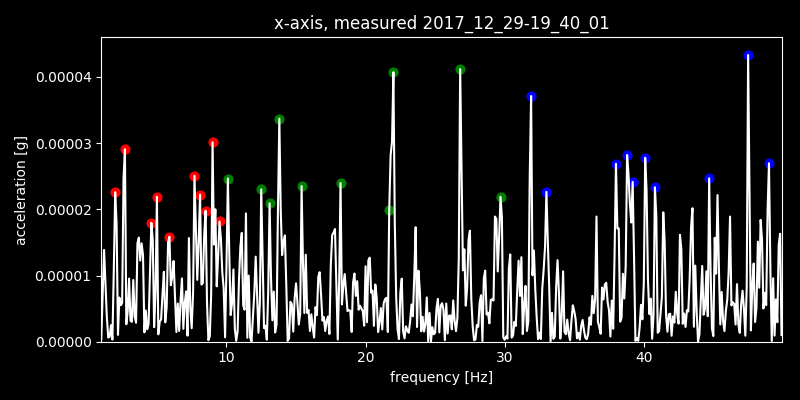 x-axis, measured 2017_12_29-19_40_01
acceleration [g]
0.00004
0.00003
0.00002
0.00001
0.00000
10 20 30 40
frequency [Hz]